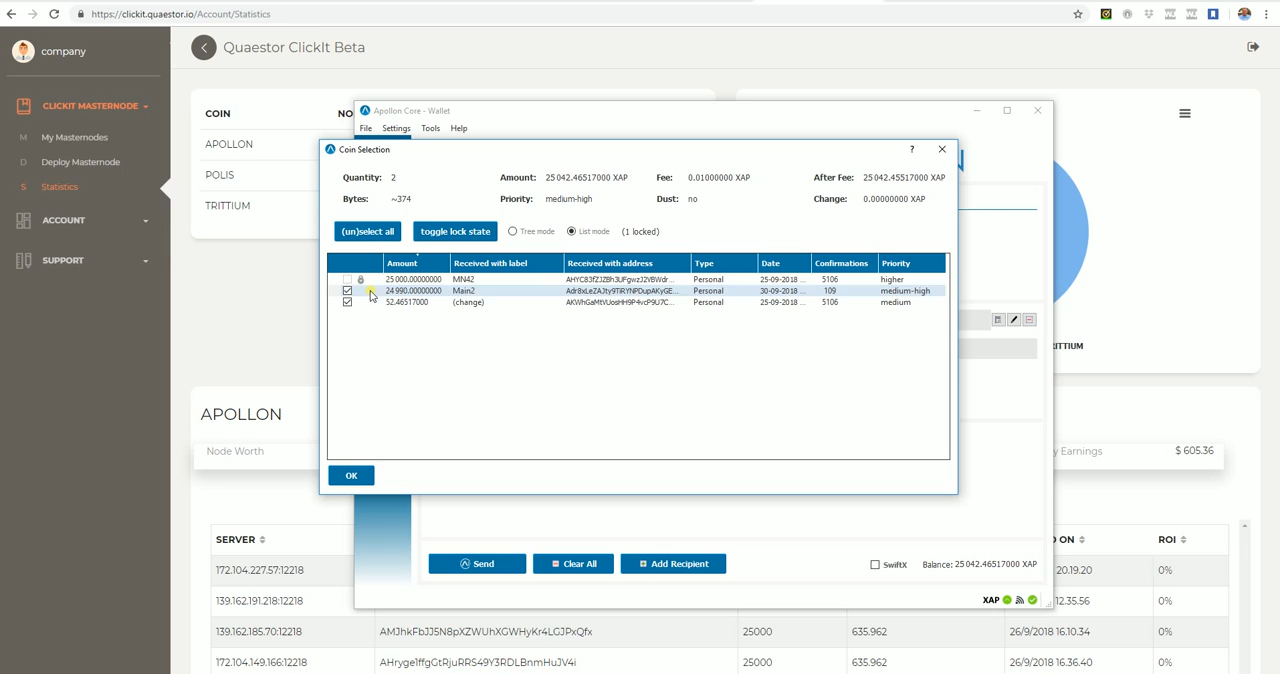 https://clickit.quaestor.io/Account/Statistics
company
Quaestor ClickIt Beta
CLICKIT MASTERNODE
M My Masternodes
D Deploy Masternode
S Statistics
ACCOUNT
SUPPORT
COIN NO
APOLLON
POLIS
TRITTIUM
Apollon Core - Wallet
File Settings Tools Help
Coin Selection
Quantity: 2 Amount: 25 042.46517000 XAP Fee: 0.01000000 XAP After Fee: 25 042.45517000 XAP
Bytes: ~374 Priority: medium-high Dust: no Change: 0.00000000 XAP
(un)select all toggle lock state Tree mode List mode (1 locked)
Amount Received with label Received with address Type Date Confirmations Priority
25 000.00000000 MN42 Personal 25-09-2018 ... 5106 higher
24 990.00000000 Main2 Personal 30-09-2018 ... 109 medium-high
52.46517000 (change) Personal 25-09-2018 ... 5106 medium
OK
RITTIUM
APOLLON
Node Worth y Earnings $ 605.36
SERVER D ON ROI
172.104.227.57:12218 20.19.20 0%
139.162.191.218:12218 12.35.56 0%
139.162.185.70:12218 AMJhkFbJJ5N8pXZWUhXGWHyKr4LGJPxQfx 25000 635.962 26/9/2018 16.10.34 0%
172.104.149.166:12218 AHryge1ffgGtRjuRRS49Y3RDLBnmHuJV4i 25000 635.962 26/9/2018 16.36.40 0%
Send Clear All Add Recipient SwiftX Balance: 25 042.46517000 XAP
XAP